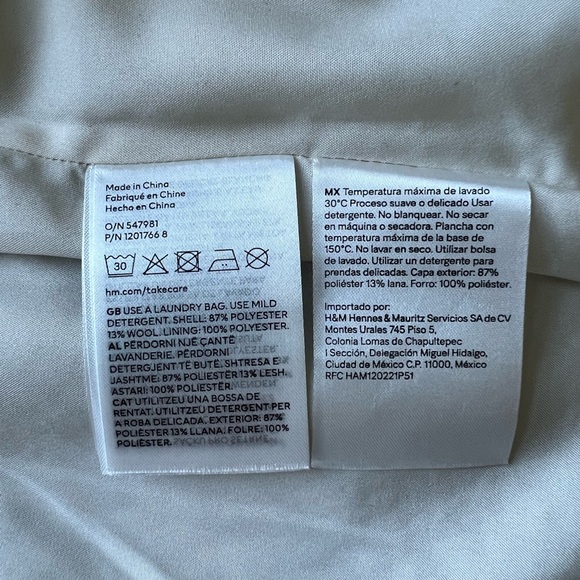 Made in China
Fabriqué en Chine
Hecho en China
O/N 547981
P/N 1201766 8
30
hm.com/takecare
GB USE A LAUNDRY BAG. USE MILD
DETERGENT. SHELL: 87% POLYESTER
13% WOOL. LINING: 100% POLYESTER.
AL PËRDORNI NJË ÇANTË
LAVANDERIE. PËRDORNI
DETERGJENT TË BUTË. SHTRESA E
JASHTME: 87% POLIESTËR 13% LESH.
ASTARI: 100% POLIESTËR
CAT UTILITZEU UNA BOSSA DE
RENTAT. UTILITZEU DETERGENT PER
A ROBA DELICADA. EXTERIOR: 87%
POLIÈSTER 13% LLANA. FOLRE: 100%
POLIÈSTER.
MX Temperatura máxima de lavado
30°C Proceso suave o delicado Usar
detergente. No blanquear. No secar
en máquina o secadora. Plancha con
temperatura máxima de la base de
150°C. No lavar en seco. Utilizar bolsa
de lavado. Utilizar un detergente para
prendas delicadas. Capa exterior: 87%
poliéster 13% lana. Forro: 100% poliéster.
Importado por:
H&M Hennes & Mauritz Servicios SA de CV
Montes Urales 745 Piso 5,
Colonia Lomas de Chapultepec
I Sección, Delegación Miguel Hidalgo,
Ciudad de México C.P. 11000, México
RFC HAM120221P51